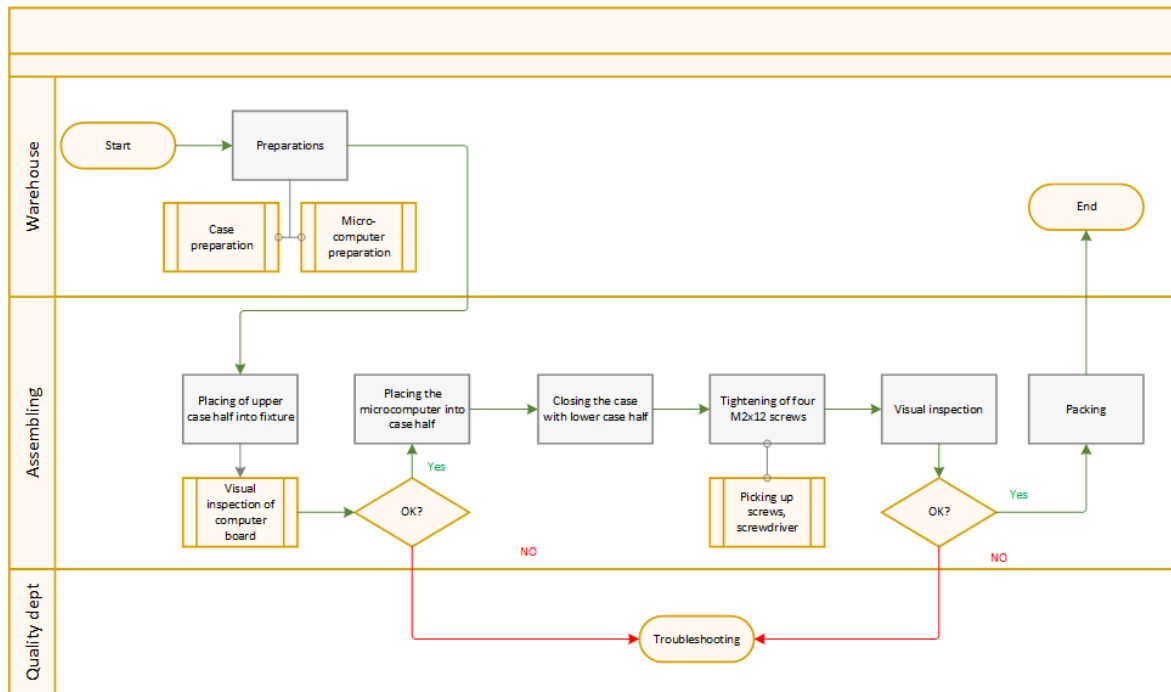 Warehouse
Start
Preparations
Case
preparation
Micro-
computer
preparation
End
Assembling
Placing of upper
case half into fixture
Placing the
microcomputer into
case half
Closing the case
with lower case half
Tightening of four
M2x12 screws
Visual inspection
Packing
Yes
Visual
inspection of
computer
board
OK?
Picking up
screws,
screwdriver
OK?
Yes
NO
NO
Quality dept
Troubleshooting